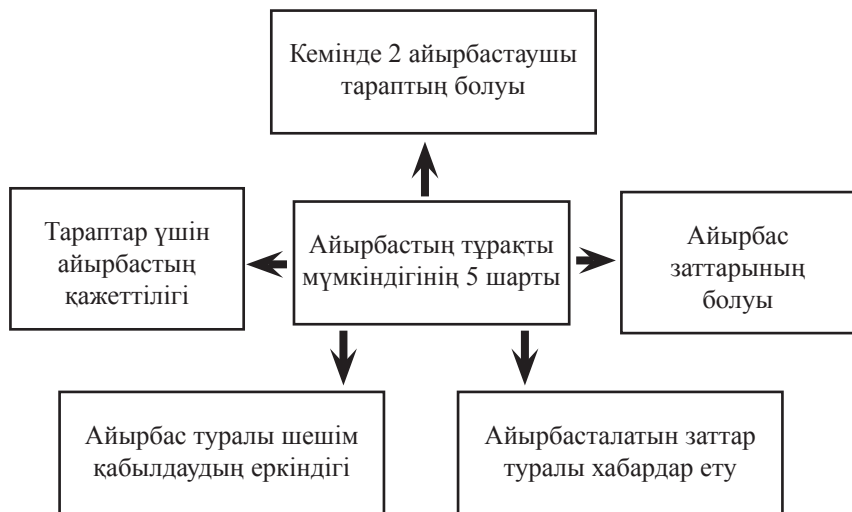 Кемінде 2 айырбастаушы
тараптың болуы
Тараптар үшін
айырбастың
қажеттілігі
Айырбастың тұрақты
мүмкіндігінің 5 шарты
Айырбас
заттарының
болуы
Айырбас туралы шешім
қабылдаудың еркіндігі
Айырбасталатын заттар
туралы хабардар ету